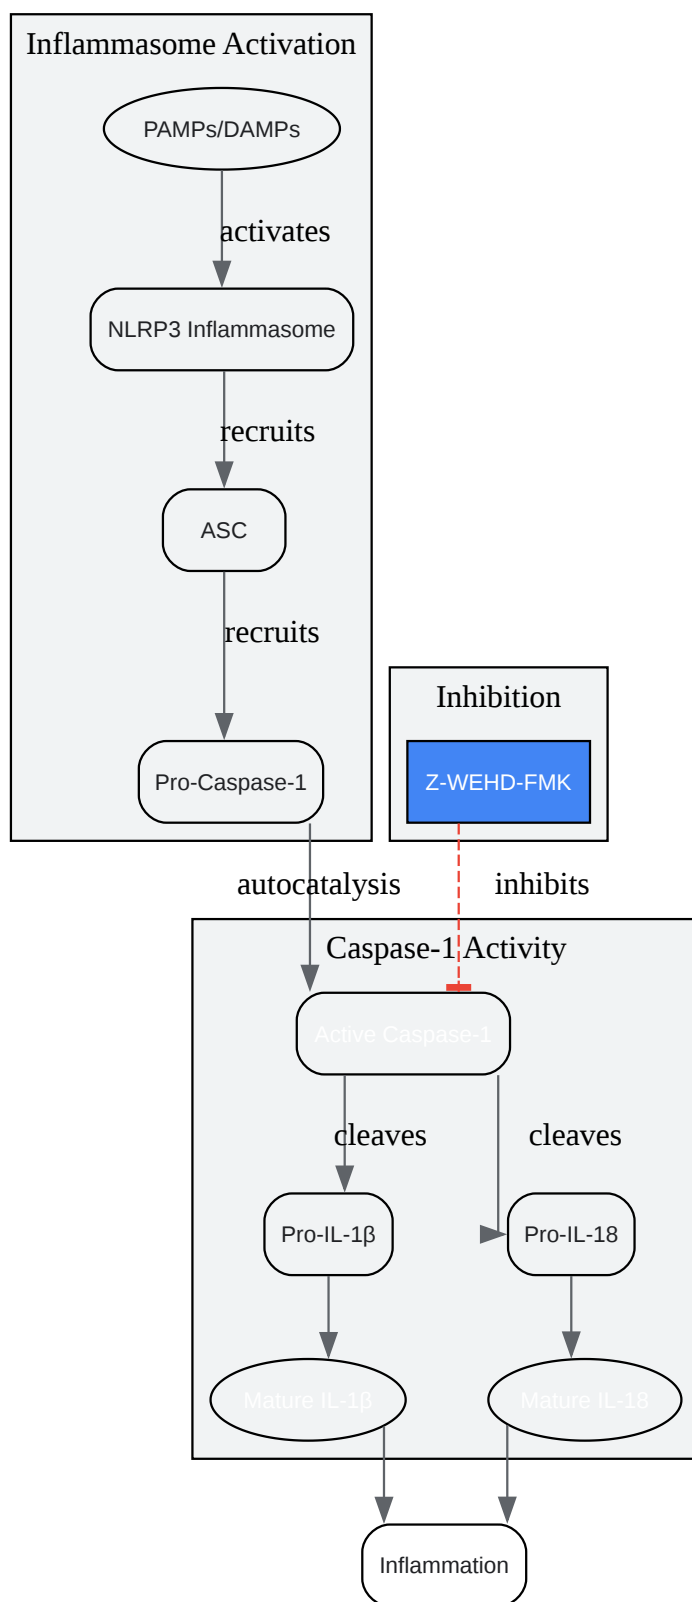 Inflammasome Activation
PAMPs/DAMPs
activates
NLRP3 Inflammasome
recruits
ASC
recruits
Pro-Caspase-1
Inhibition
Z-WEHD-FMK
autocatalysis
inhibits
Caspase-1 Activity
Active Caspase-1
cleaves
cleaves
Pro-IL-1β
Pro-IL-18
Mature IL-1β
Mature IL-18
Inflammation